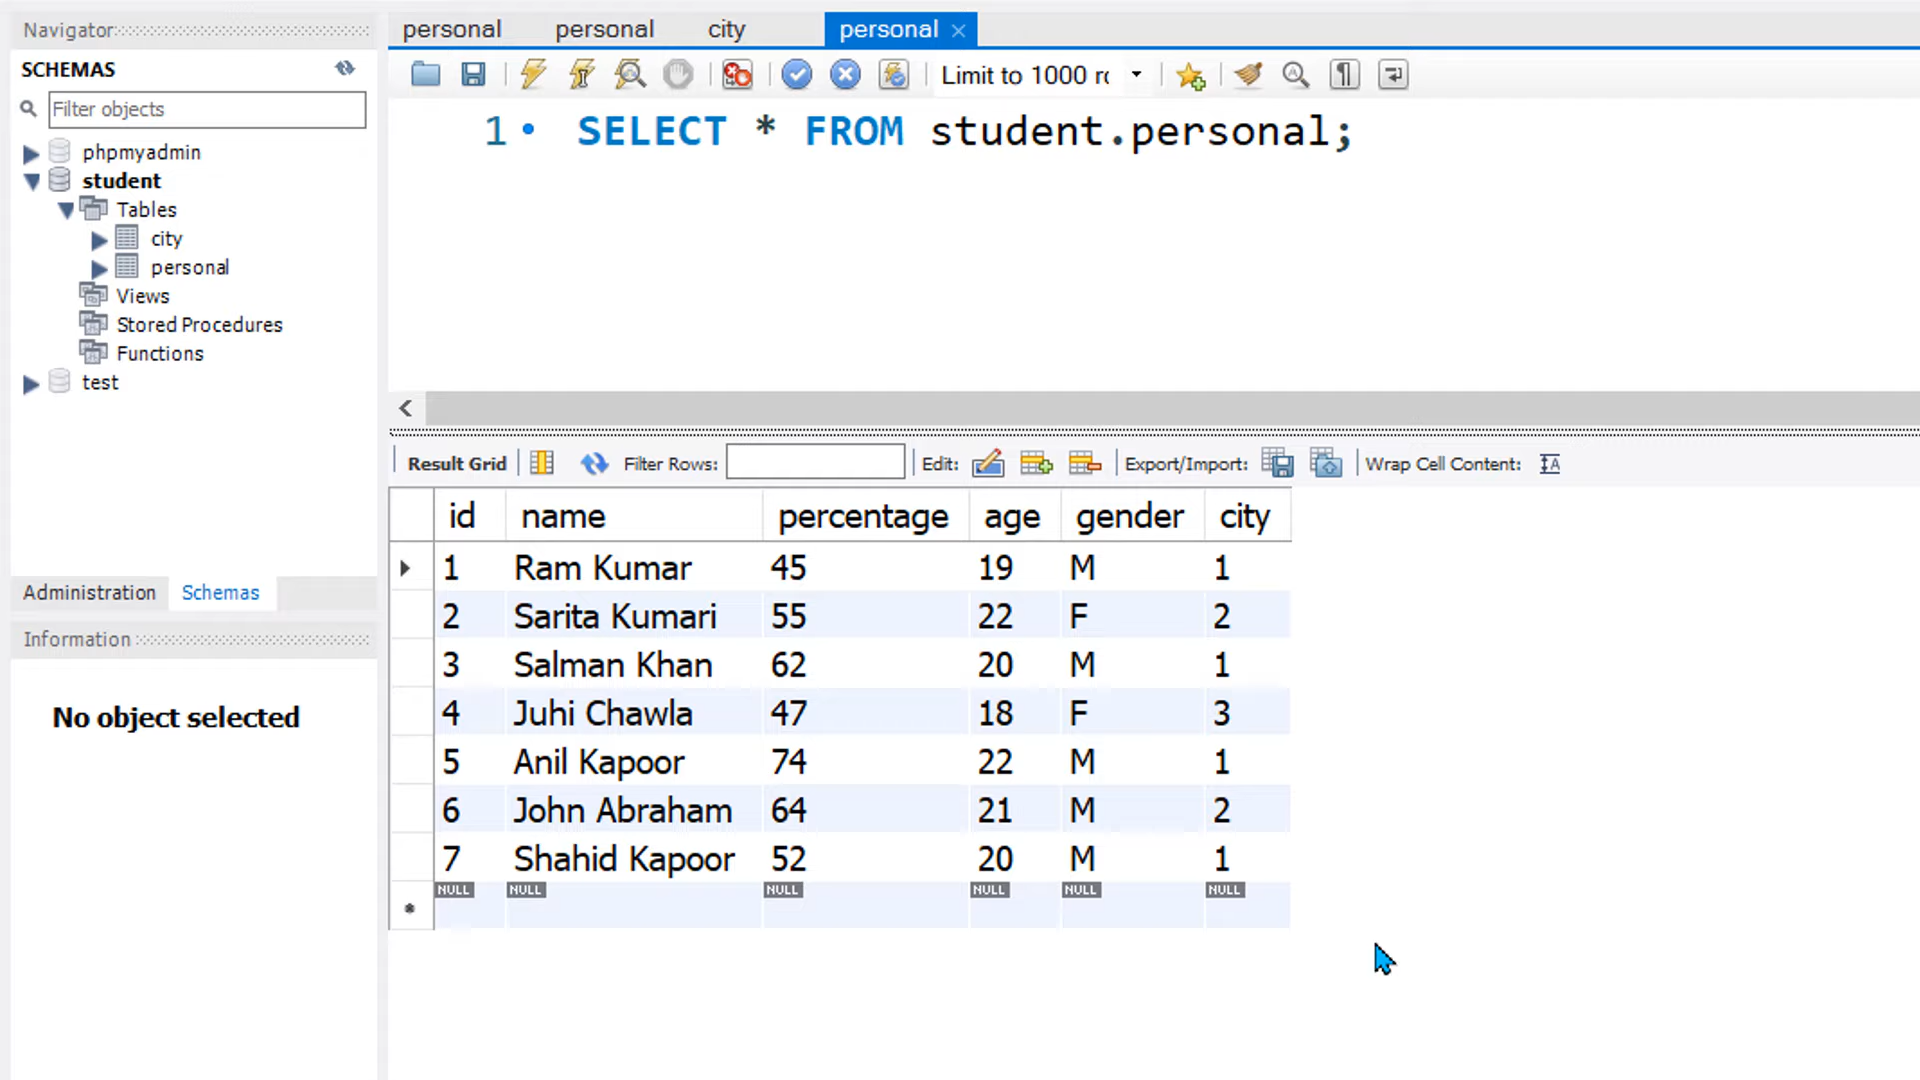 Navigator
SCHEMAS
Filter objects
phpmyadmin
student
Tables
city
personal
Views
Stored Procedures
Functions
test
Administration Schemas
Information
No object selected
personal personal city personal
Limit to 1000 rc
1 SELECT * FROM student.personal;
Result Grid Filter Rows: Edit: Export/Import: Wrap Cell Content:
id name percentage age gender city
1 Ram Kumar 45 19 M 1
2 Sarita Kumari 55 22 F 2
3 Salman Khan 62 20 M 1
4 Juhi Chawla 47 18 F 3
5 Anil Kapoor 74 22 M 1
6 John Abraham 64 21 M 2
7 Shahid Kapoor 52 20 M 1
NULL NULL NULL NULL NULL NULL